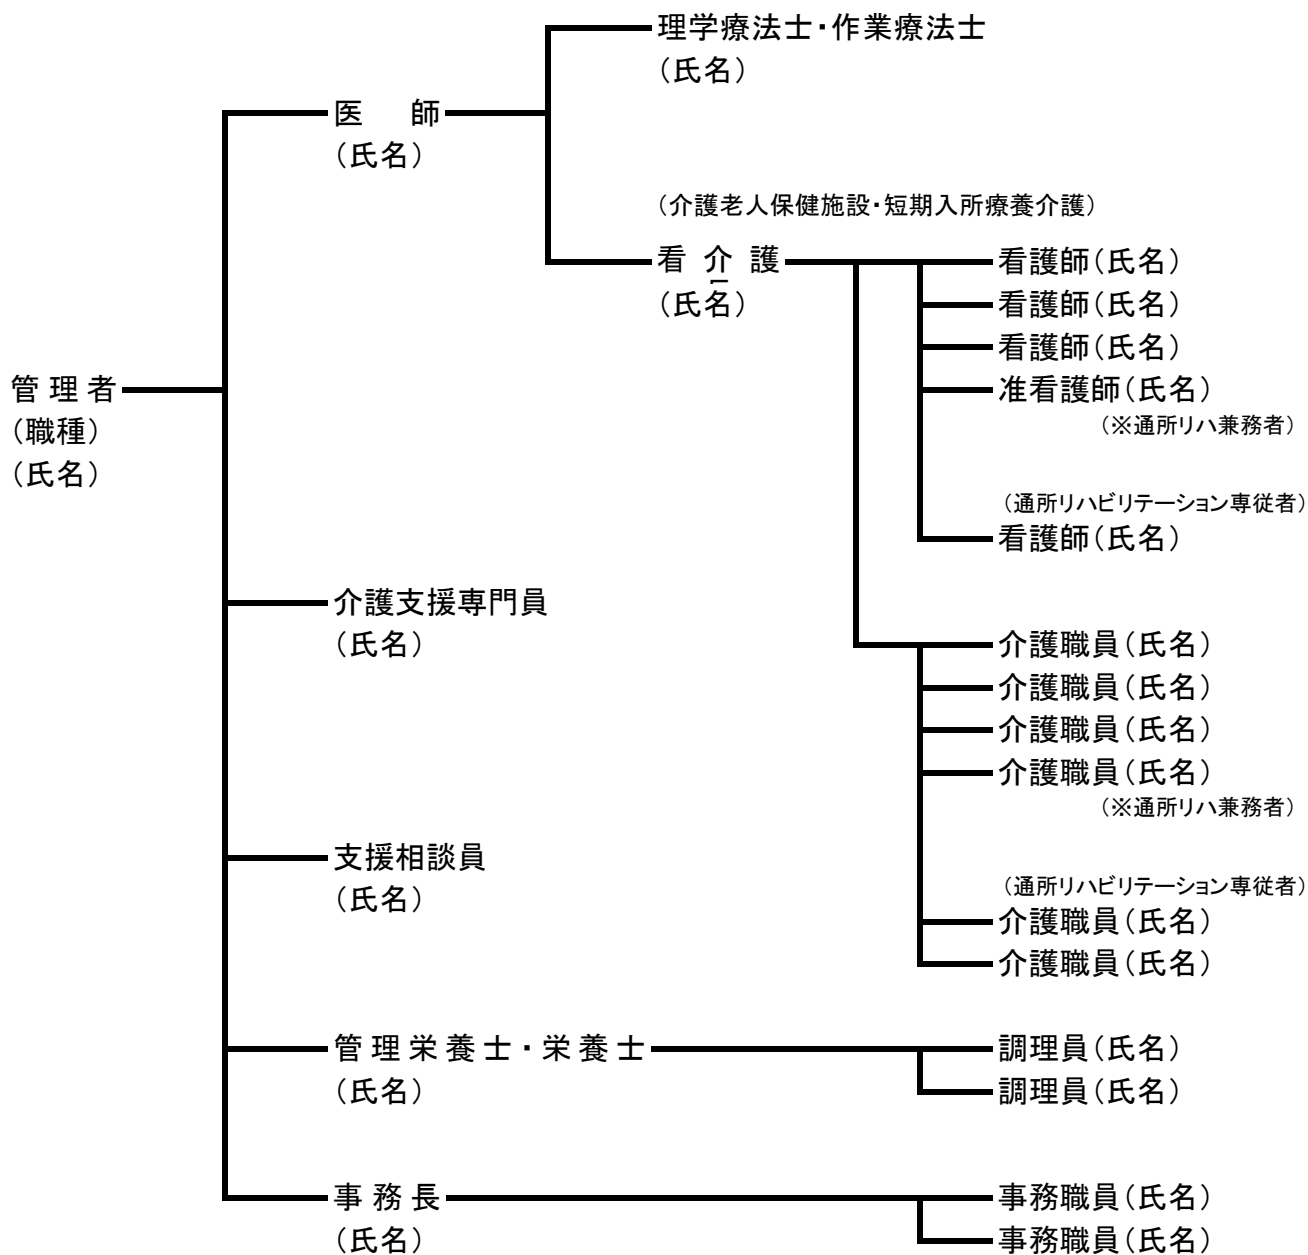 理学療法士・作業療法士
（氏名）
医　師
（氏名）
（介護老人保健施設・短期入所療養介護）
看 介 護
（氏名）
看護師（氏名）
看護師（氏名）
看護師（氏名）
准看護師（氏名）
（※通所リハ兼務者）
（通所リハビリテーション専従者）
看護師（氏名）
管 理 者
（職種）
（氏名）
介護支援専門員
（氏名）
介護職員（氏名）
介護職員（氏名）
介護職員（氏名）
介護職員（氏名）
（※通所リハ兼務者）
（通所リハビリテーション専従者）
介護職員（氏名）
介護職員（氏名）
支援相談員
（氏名）
管 理 栄 養 士 ・ 栄 養 士
（氏名）
調理員（氏名）
調理員（氏名）
事 務 長
（氏名）
事務職員（氏名）
事務職員（氏名）